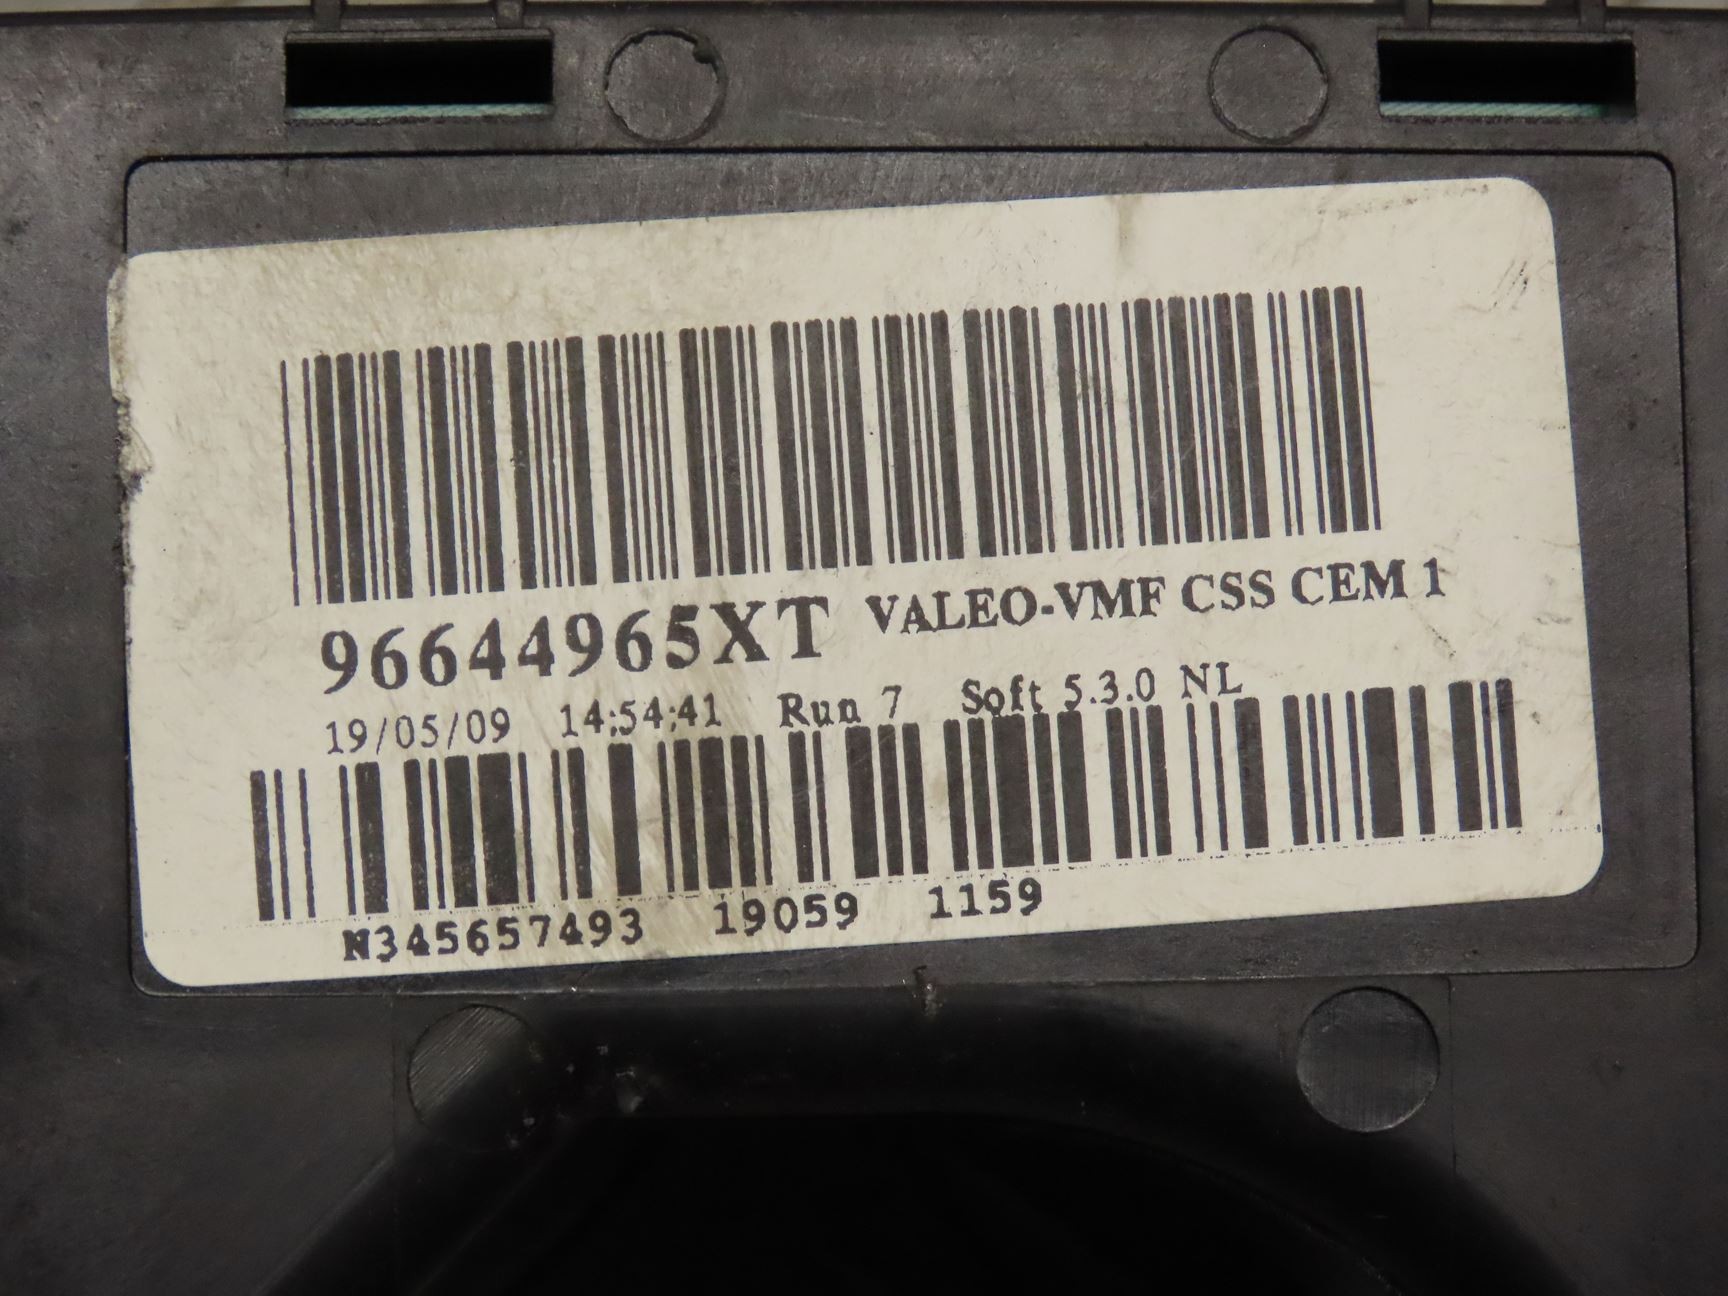 96644965XT VALEO-VMF CSS CEM 1
19/05/09 14:54:41 Run 7 Soft 5.3.0 NL
N345657493 19059 1159